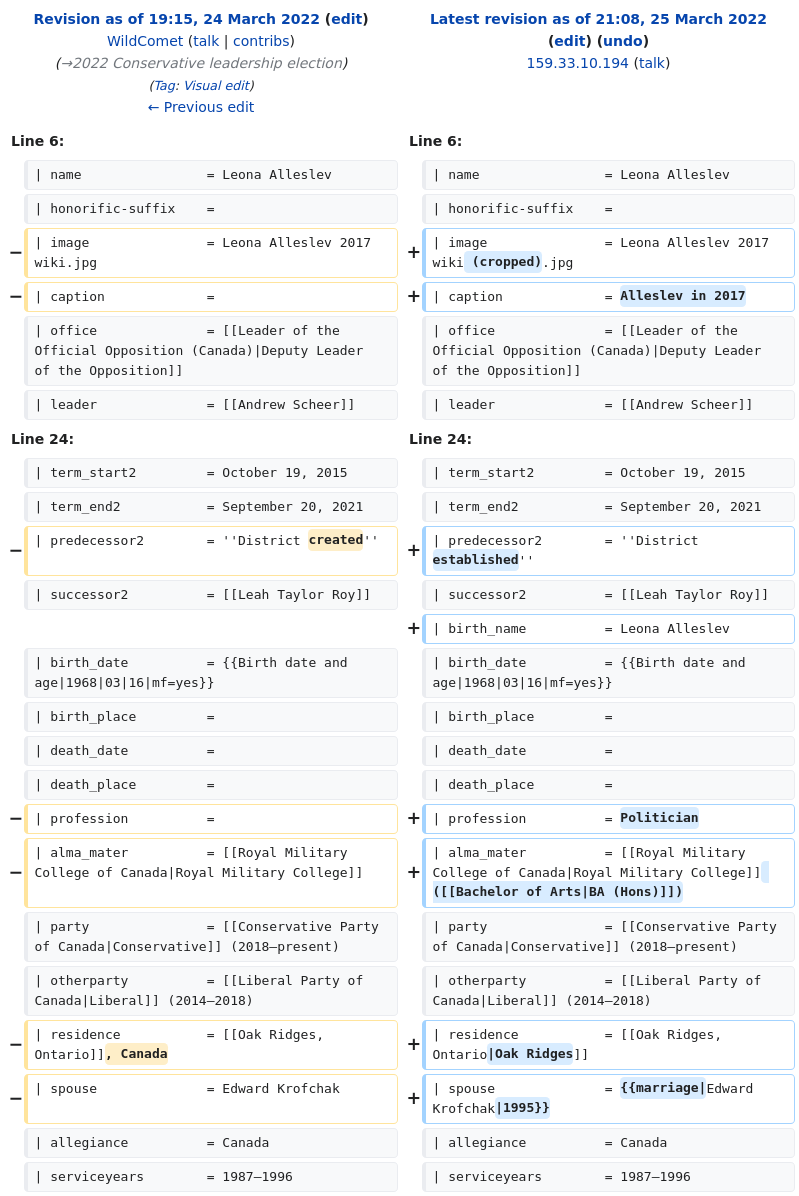 Revision as of 19:15, 24 March 2022 (edit)
WildComet (talk | contribs)
(→2022 Conservative leadership election)
(Tag: Visual edit)
← Previous edit
Latest revision as of 21:08, 25 March 2022
(edit) (undo)
159.33.10.194 (talk)
Line 6:
Line 6:
| name = Leona Alleslev
| name = Leona Alleslev
| honorific-suffix =
| honorific-suffix =
− | image = Leona Alleslev 2017
wiki.jpg
+ | image = Leona Alleslev 2017
wiki (cropped).jpg
− | caption =
+ | caption = Alleslev in 2017
| office = [[Leader of the
Official Opposition (Canada)|Deputy Leader
of the Opposition]]
| office = [[Leader of the
Official Opposition (Canada)|Deputy Leader
of the Opposition]]
| leader = [[Andrew Scheer]]
| leader = [[Andrew Scheer]]
Line 24:
Line 24:
| term_start2 = October 19, 2015
| term_start2 = October 19, 2015
| term_end2 = September 20, 2021
| term_end2 = September 20, 2021
− | predecessor2 = ''District created''
+ | predecessor2 = ''District
established''
| successor2 = [[Leah Taylor Roy]]
| successor2 = [[Leah Taylor Roy]]
+ | birth_name = Leona Alleslev
| birth_date = {{Birth date and
age|1968|03|16|mf=yes}}
| birth_date = {{Birth date and
age|1968|03|16|mf=yes}}
| birth_place =
| birth_place =
| death_date =
| death_date =
| death_place =
| death_place =
− | profession =
+ | profession = Politician
− | alma_mater = [[Royal Military
College of Canada|Royal Military College]]
+ | alma_mater = [[Royal Military
College of Canada|Royal Military College]]
([[Bachelor of Arts|BA (Hons)]])
| party = [[Conservative Party
of Canada|Conservative]] (2018–present)
| party = [[Conservative Party
of Canada|Conservative]] (2018–present)
| otherparty = [[Liberal Party of
Canada|Liberal]] (2014–2018)
| otherparty = [[Liberal Party of
Canada|Liberal]] (2014–2018)
− | residence = [[Oak Ridges,
Ontario]], Canada
+ | residence = [[Oak Ridges,
Ontario|Oak Ridges]]
− | spouse = Edward Krofchak
+ | spouse = {{marriage|Edward
Krofchak|1995}}
| allegiance = Canada
| allegiance = Canada
| serviceyears = 1987–1996
| serviceyears = 1987–1996